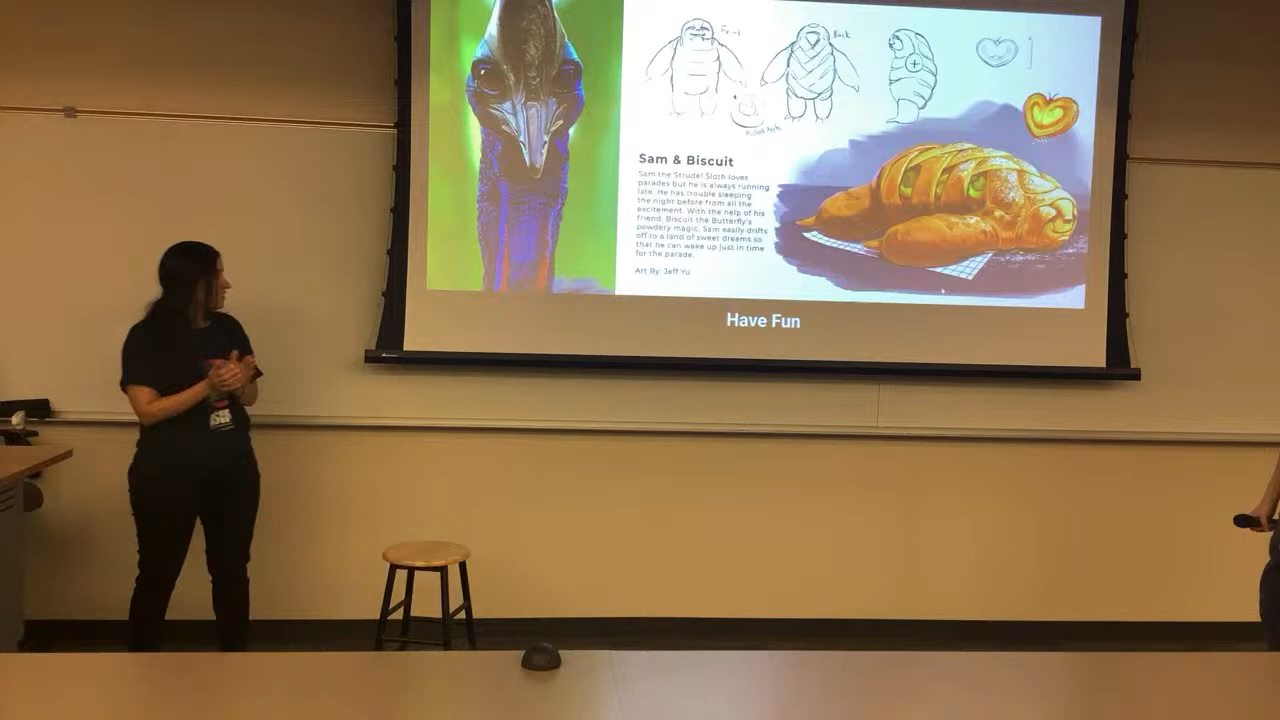 Front
Back
Sam & Biscuit
Sam the Strudel Sloth loves
parades but he is always running
late. He has trouble sleeping
the night before from all the
excitement. With the help of his
friend, Biscuit the Butterfly's
powdery magic, Sam easily drifts
off to a land of sweet dreams so
that he can wake up just in time
for the parade.
Art By: Jeff Yu
Have Fun